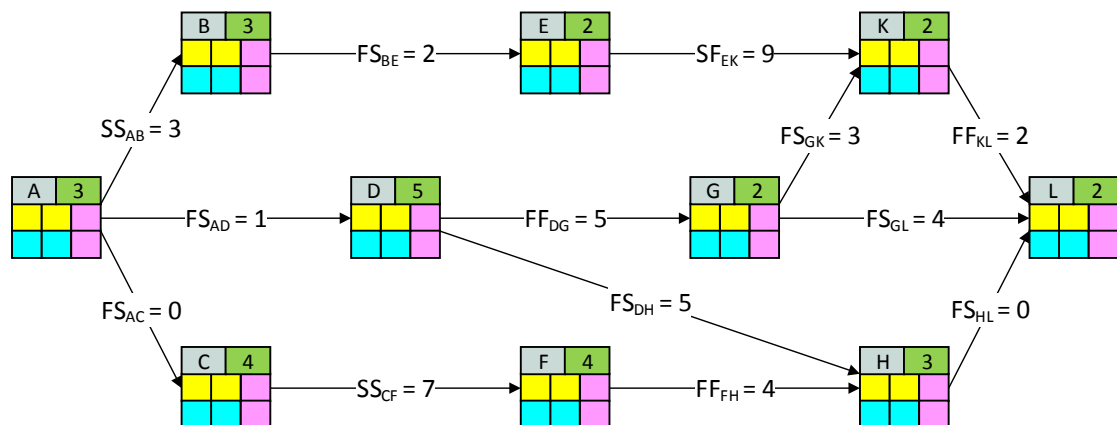 B 3
E 2
K 2
FS_BE = 2
SF_EK = 9
SS_AB = 3
FS_GK = 3
FF_KL = 2
A 3
D 5
G 2
L 2
FS_AD = 1
FF_DG = 5
FS_GL = 4
FS_AC = 0
FS_DH = 5
FS_HL = 0
C 4
F 4
H 3
SS_CF = 7
FF_FH = 4